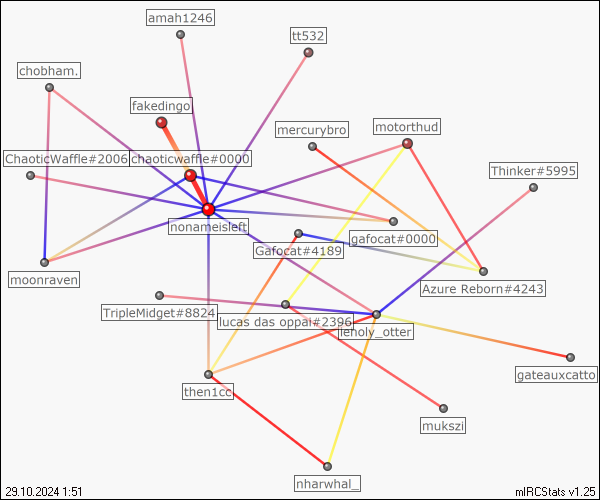 amah1246
tt532
chobham.
fakedingo
mercurybro
motorthud
ChaoticWaffle#2006
chaoticwaffle#0000
Thinker#5995
nonameisleft
gafocat#0000
Gafocat#4189
moonraven
Azure Reborn#4243
TripleMidget#8824
lucas das oppai#2396
leholy_otter
gateauxcatto
then1cc
mukszi
nharwhal_
29.10.2024 1:51
mIRCStats v1.25